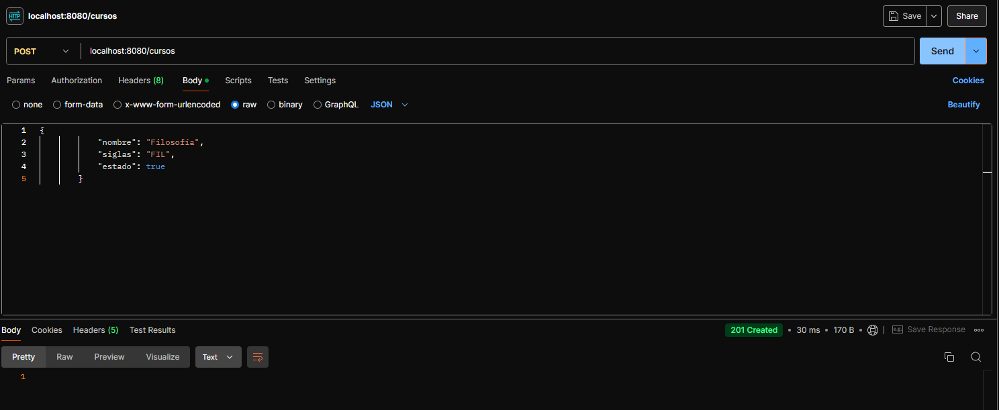 HTTP localhost:8080/cursos Save Share
POST localhost:8080/cursos Send
Params Authorization Headers (8) Body Scripts Tests Settings Cookies
none form-data x-www-form-urlencoded raw binary GraphQL JSON Beautify
1 {
2 "nombre": "Filosofía",
3 "siglas": "FIL",
4 "estado": true
5 }
Body Cookies Headers (5) Test Results 201 Created • 30 ms • 170 B • e.g. Save Response
Pretty Raw Preview Visualize Text
1